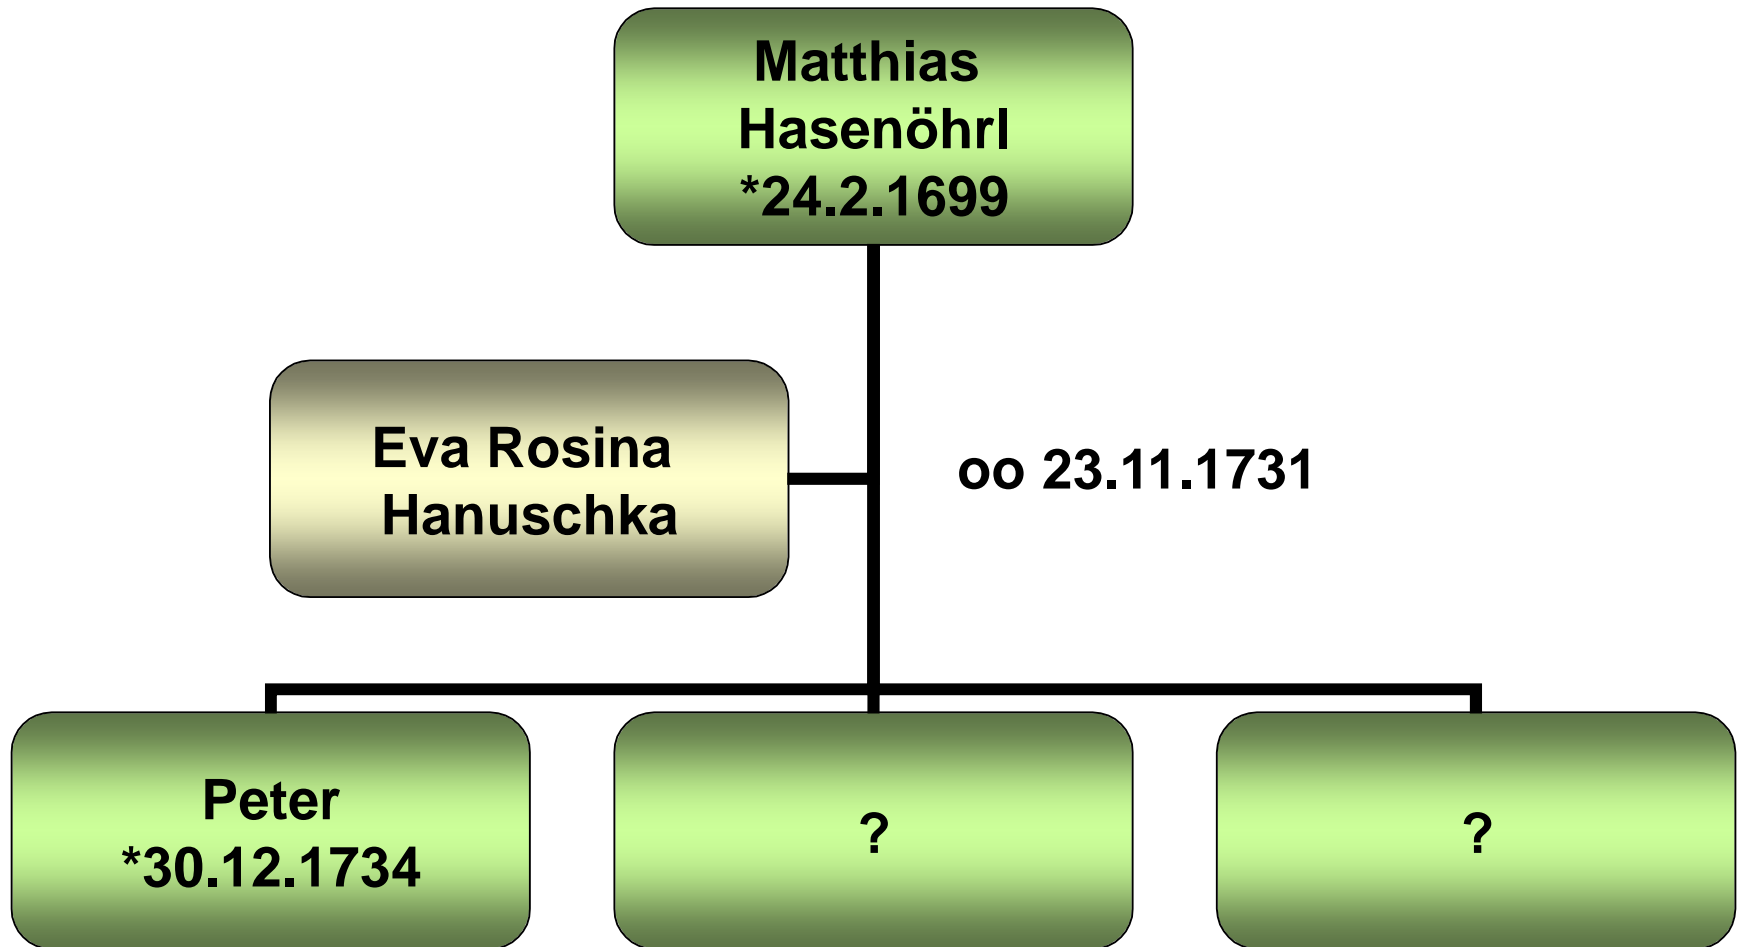 Matthias
Hasenöhrl
*24.2.1699
Eva Rosina
Hanuschka
oo 23.11.1731
Peter
*30.12.1734
?
?